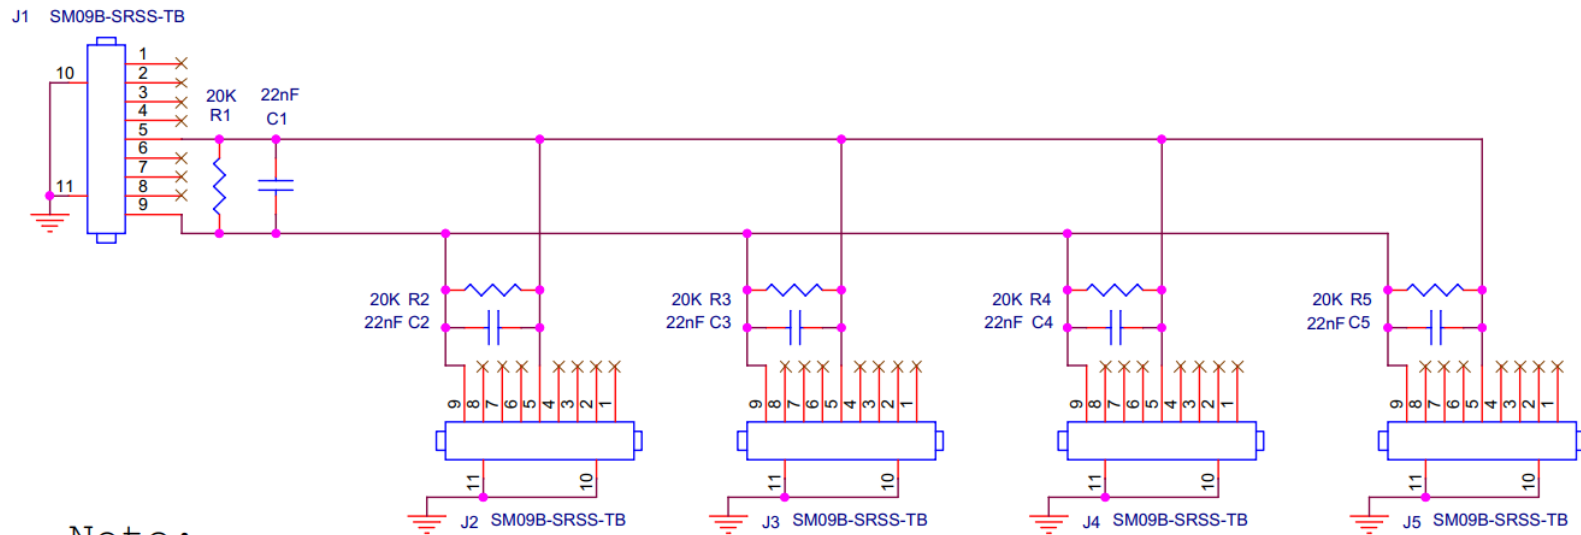 J1 SM09B-SRSS-TB
1
10
2
3
20K 22nF
4
R1 C1
5
6
7
11
8
9
20K R2 20K R3 20K R4 20K R5
22nF C2 22nF C3 22nF C4 22nF C5
9 8 7 6 5 4 3 2 1 9 8 7 6 5 4 3 2 1 9 8 7 6 5 4 3 2 1 9 8 7 6 5 4 3 2 1
11 10 11 10 11 10 11 10
J2 SM09B-SRSS-TB J3 SM09B-SRSS-TB J4 SM09B-SRSS-TB J5 SM09B-SRSS-TB
Note: